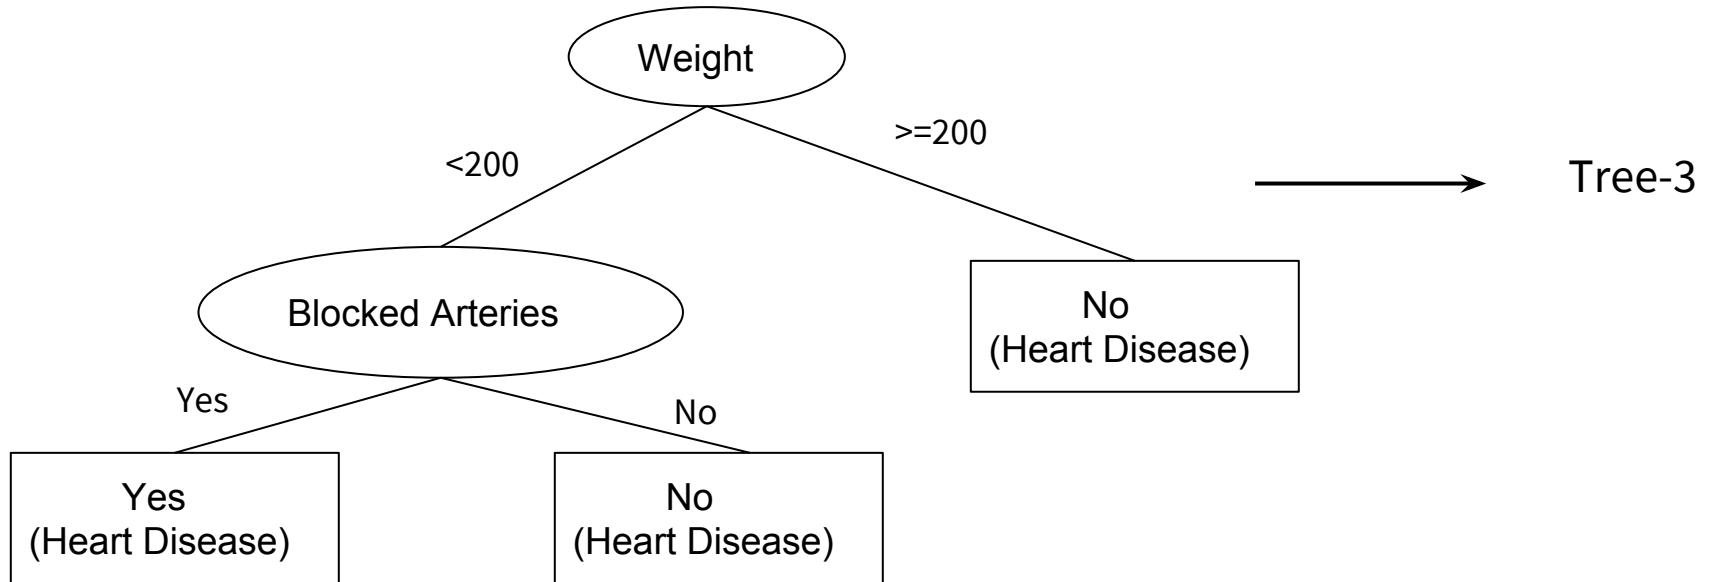 Weight
>=200
<200
Tree-3
Blocked Arteries
No
(Heart Disease)
Yes
No
Yes
(Heart Disease)
No
(Heart Disease)